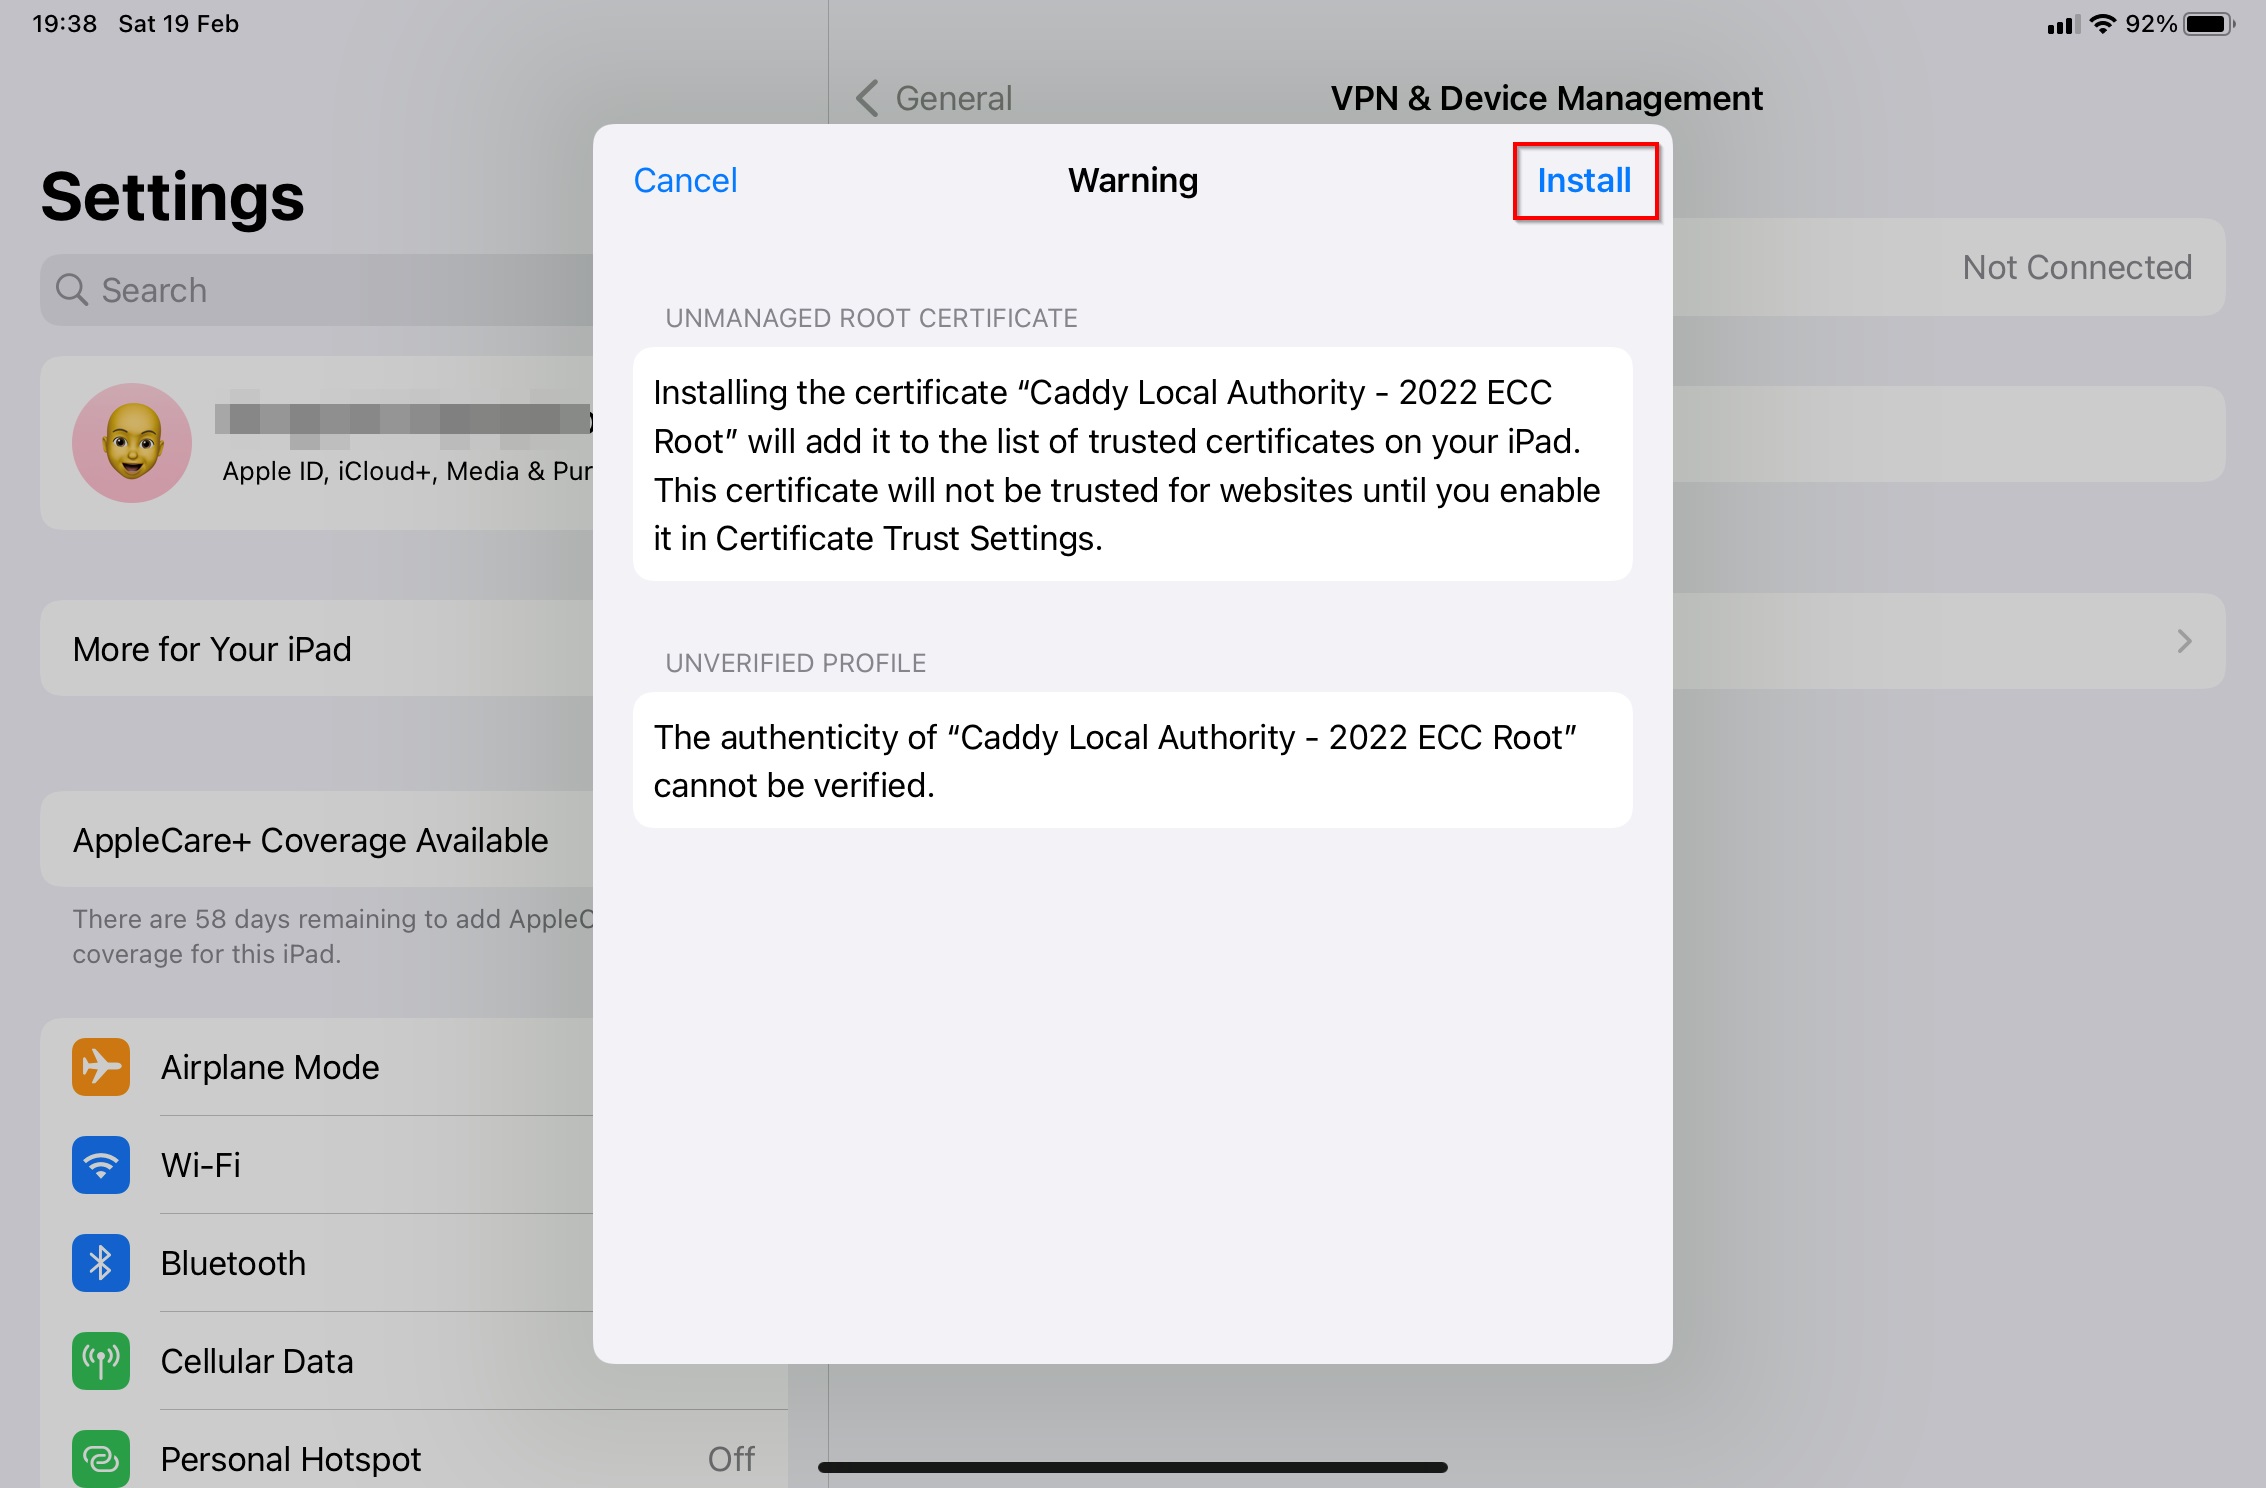 19:38 Sat 19 Feb
92%
Settings
Search
Apple ID, iCloud+, Media & Pur
More for Your iPad
AppleCare+ Coverage Available
There are 58 days remaining to add AppleC
coverage for this iPad.
Airplane Mode
Wi-Fi
Bluetooth
Cellular Data
Personal Hotspot Off
General
VPN & Device Management
Not Connected
Cancel
Warning
Install
UNMANAGED ROOT CERTIFICATE
Installing the certificate “Caddy Local Authority - 2022 ECC
Root” will add it to the list of trusted certificates on your iPad.
This certificate will not be trusted for websites until you enable
it in Certificate Trust Settings.
UNVERIFIED PROFILE
The authenticity of “Caddy Local Authority - 2022 ECC Root”
cannot be verified.